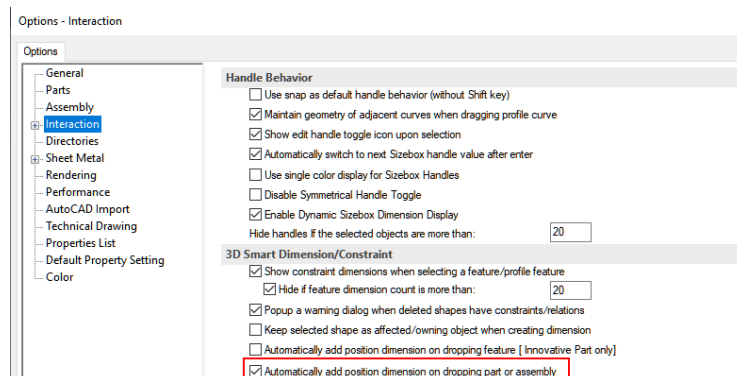 Options - Interaction
Options
General
Parts
Assembly
Interaction
Directories
Sheet Metal
Rendering
Performance
AutoCAD Import
Technical Drawing
Properties List
Default Property Setting
Color
Handle Behavior
Use snap as default handle behavior (without Shift key)
Maintain geometry of adjacent curves when dragging profile curve
Show edit handle toggle icon upon selection
Automatically switch to next Sizebox handle value after enter
Use single color display for Sizebox Handles
Disable Symmetrical Handle Toggle
Enable Dynamic Sizebox Dimension Display
Hide handles If the selected objects are more than: 20
3D Smart Dimension/Constraint
Show constraint dimensions when selecting a feature/profile feature
Hide if feature dimension count is more than: 20
Popup a warning dialog when deleted shapes have constraints/relations
Keep selected shape as affected/owning object when creating dimension
Automatically add position dimension on dropping feature [ Innovative Part only]
Automatically add position dimension on dropping part or assembly